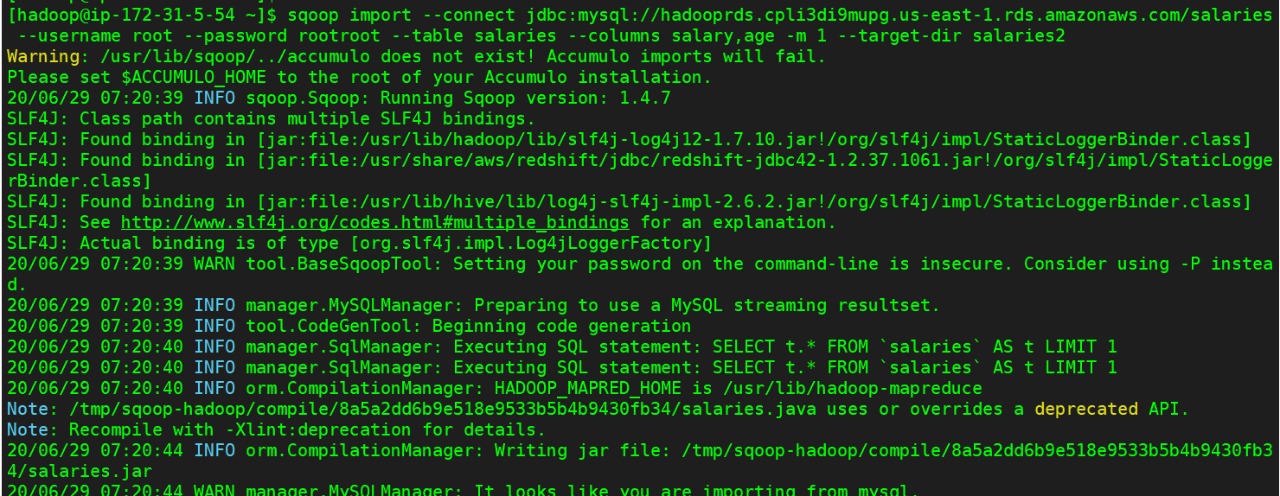 [hadoop@ip-172-31-5-54 ~]$ sqoop import --connect jdbc:mysql://hadooprds.cpli3di9mupg.us-east-1.rds.amazonaws.com/salaries
--username root --password rootroot --table salaries --columns salary,age -m 1 --target-dir salaries2
Warning: /usr/lib/sqoop/../accumulo does not exist! Accumulo imports will fail.
Please set $ACCUMULO_HOME to the root of your Accumulo installation.
20/06/29 07:20:39 INFO sqoop.Sqoop: Running Sqoop version: 1.4.7
SLF4J: Class path contains multiple SLF4J bindings.
SLF4J: Found binding in [jar:file:/usr/lib/hadoop/lib/slf4j-log4j12-1.7.10.jar!/org/slf4j/impl/StaticLoggerBinder.class]
SLF4J: Found binding in [jar:file:/usr/share/aws/redshift/jdbc/redshift-jdbc42-1.2.37.1061.jar!/org/slf4j/impl/StaticLogge
rBinder.class]
SLF4J: Found binding in [jar:file:/usr/lib/hive/lib/log4j-slf4j-impl-2.6.2.jar!/org/slf4j/impl/StaticLoggerBinder.class]
SLF4J: See http://www.slf4j.org/codes.html#multiple_bindings for an explanation.
SLF4J: Actual binding is of type [org.slf4j.impl.Log4jLoggerFactory]
20/06/29 07:20:39 WARN tool.BaseSqoopTool: Setting your password on the command-line is insecure. Consider using -P instea
d.
20/06/29 07:20:39 INFO manager.MySQLManager: Preparing to use a MySQL streaming resultset.
20/06/29 07:20:39 INFO tool.CodeGenTool: Beginning code generation
20/06/29 07:20:40 INFO manager.SqlManager: Executing SQL statement: SELECT t.* FROM `salaries` AS t LIMIT 1
20/06/29 07:20:40 INFO manager.SqlManager: Executing SQL statement: SELECT t.* FROM `salaries` AS t LIMIT 1
20/06/29 07:20:40 INFO orm.CompilationManager: HADOOP_MAPRED_HOME is /usr/lib/hadoop-mapreduce
Note: /tmp/sqoop-hadoop/compile/8a5a2dd6b9e518e9533b5b4b9430fb34/salaries.java uses or overrides a deprecated API.
Note: Recompile with -Xlint:deprecation for details.
20/06/29 07:20:44 INFO orm.CompilationManager: Writing jar file: /tmp/sqoop-hadoop/compile/8a5a2dd6b9e518e9533b5b4b9430fb3
4/salaries.jar
20/06/29 07:20:44 WARN manager.MySQLManager: It looks like you are importing from mysql.